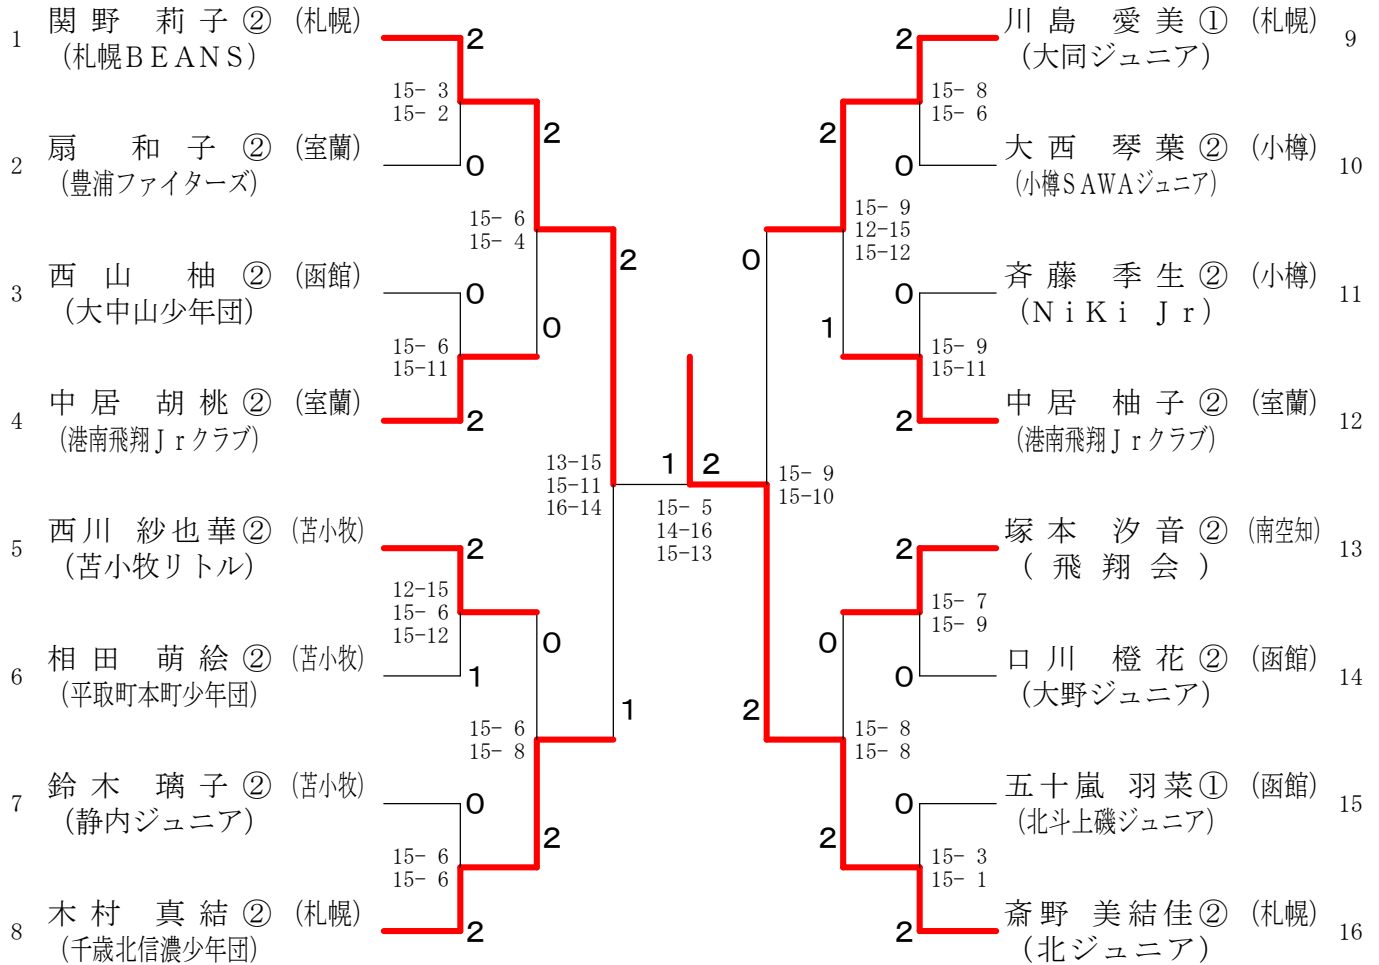 1 関野 莉子② (札幌)
(札幌BEANS)
2
15- 3
15- 2
2 扇 和子② (室蘭)
(豊浦ファイターズ)
0
2
15- 6
15- 4
3 西山 柚② (函館)
(大中山少年団)
0
0
15- 6
15-11
4 中居 胡桃② (室蘭)
(港南飛翔Jrクラブ)
2
2
13-15
15-11
16-14
5 西川 紗也華② (苫小牧)
(苫小牧リトル)
2
12-15
15- 6
15-12
6 相田 萌絵② (苫小牧)
(平取町本町少年団)
1
0
15- 6
15- 8
1
7 鈴木 璃子② (苫小牧)
(静内ジュニア)
0
2
15- 6
15- 6
8 木村 真結② (札幌)
(千歳北信濃少年団)
2
1 2
15- 5
14-16
15-13
川島 愛美① (札幌) 9
(大同ジュニア)
2
15- 8
15- 6
大西 琴葉② (小樽) 10
(小樽SAWAジュニア)
0
2
15- 9
12-15
15-12
斉藤 季生② (小樽) 11
(NiKi Jr)
0
1
15- 9
15-11
中居 柚子② (室蘭) 12
(港南飛翔Jrクラブ)
2
0
15- 9
15-10
塚本 汐音② (南空知) 13
(飛翔会)
2
15- 7
15- 9
口川 橙花② (函館) 14
(大野ジュニア)
0
0
15- 8
15- 8
2
五十嵐 羽菜① (函館) 15
(北斗上磯ジュニア)
0
2
15- 3
15- 1
斎野 美結佳② (札幌) 16
(北ジュニア)
2